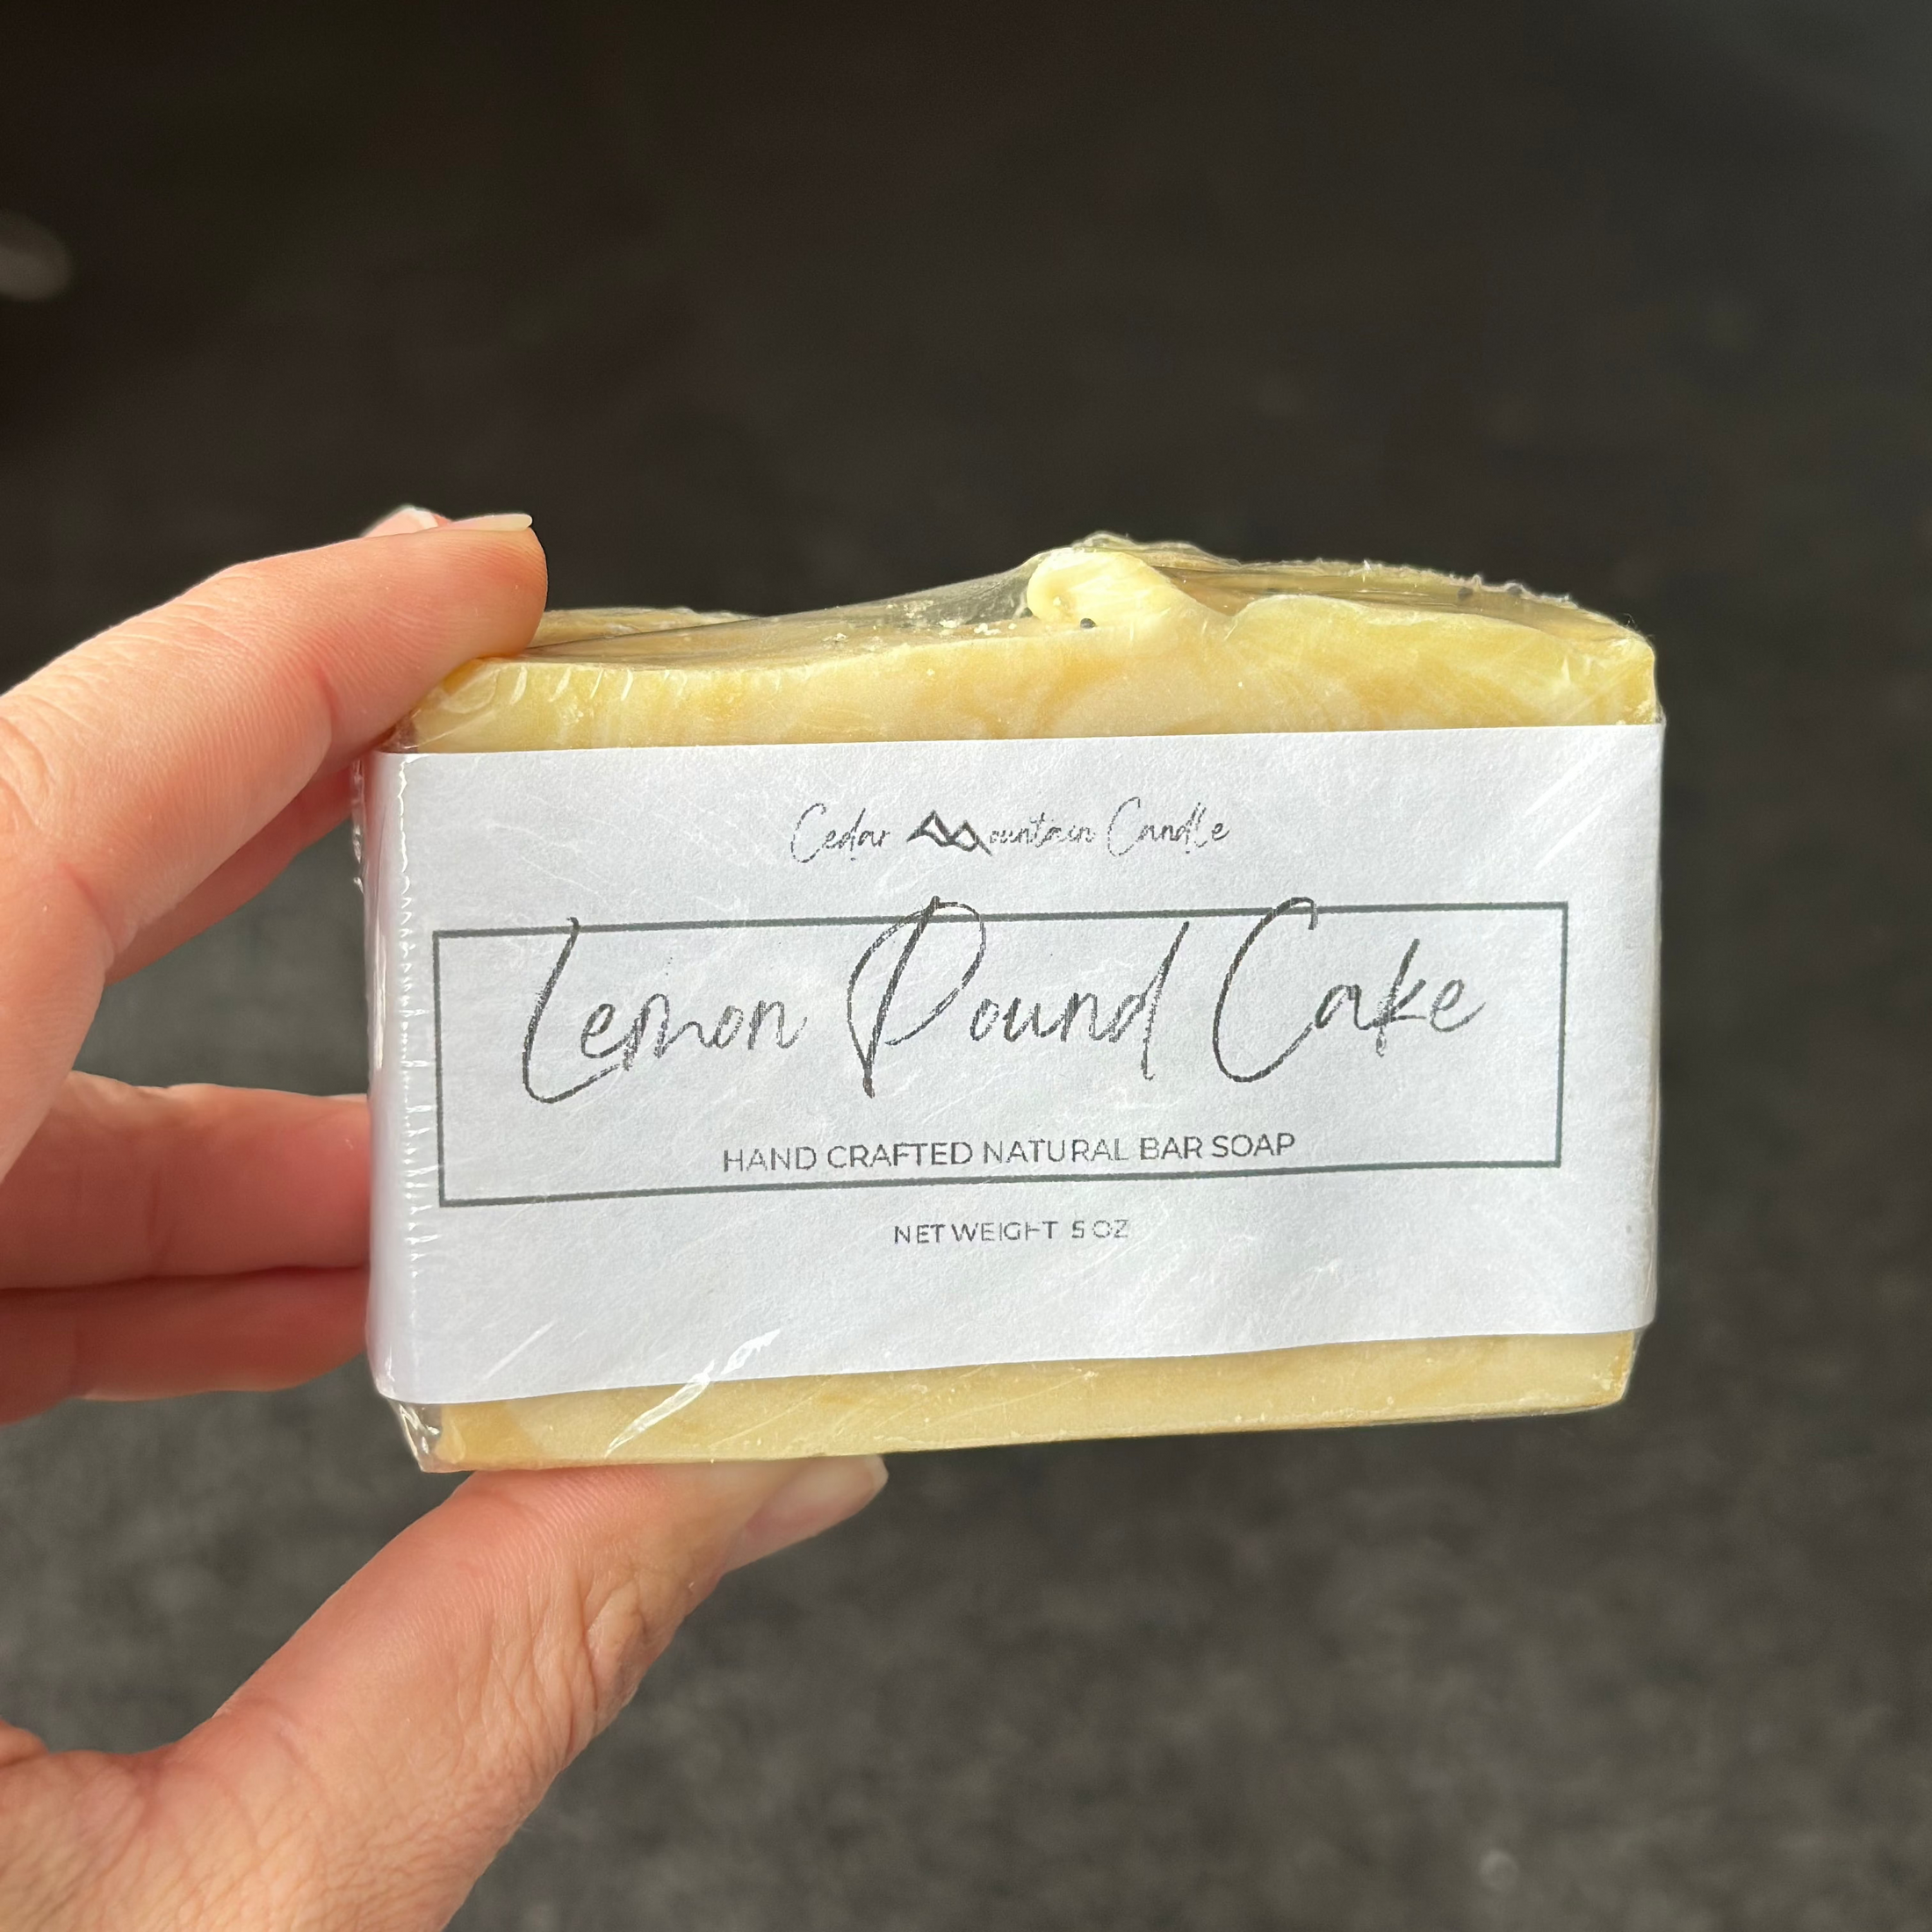 Cedar Mountain Candle
Lemon Pound Cake
HAND CRAFTED NATURAL BAR SOAP
NET WEIGHT 5 OZ